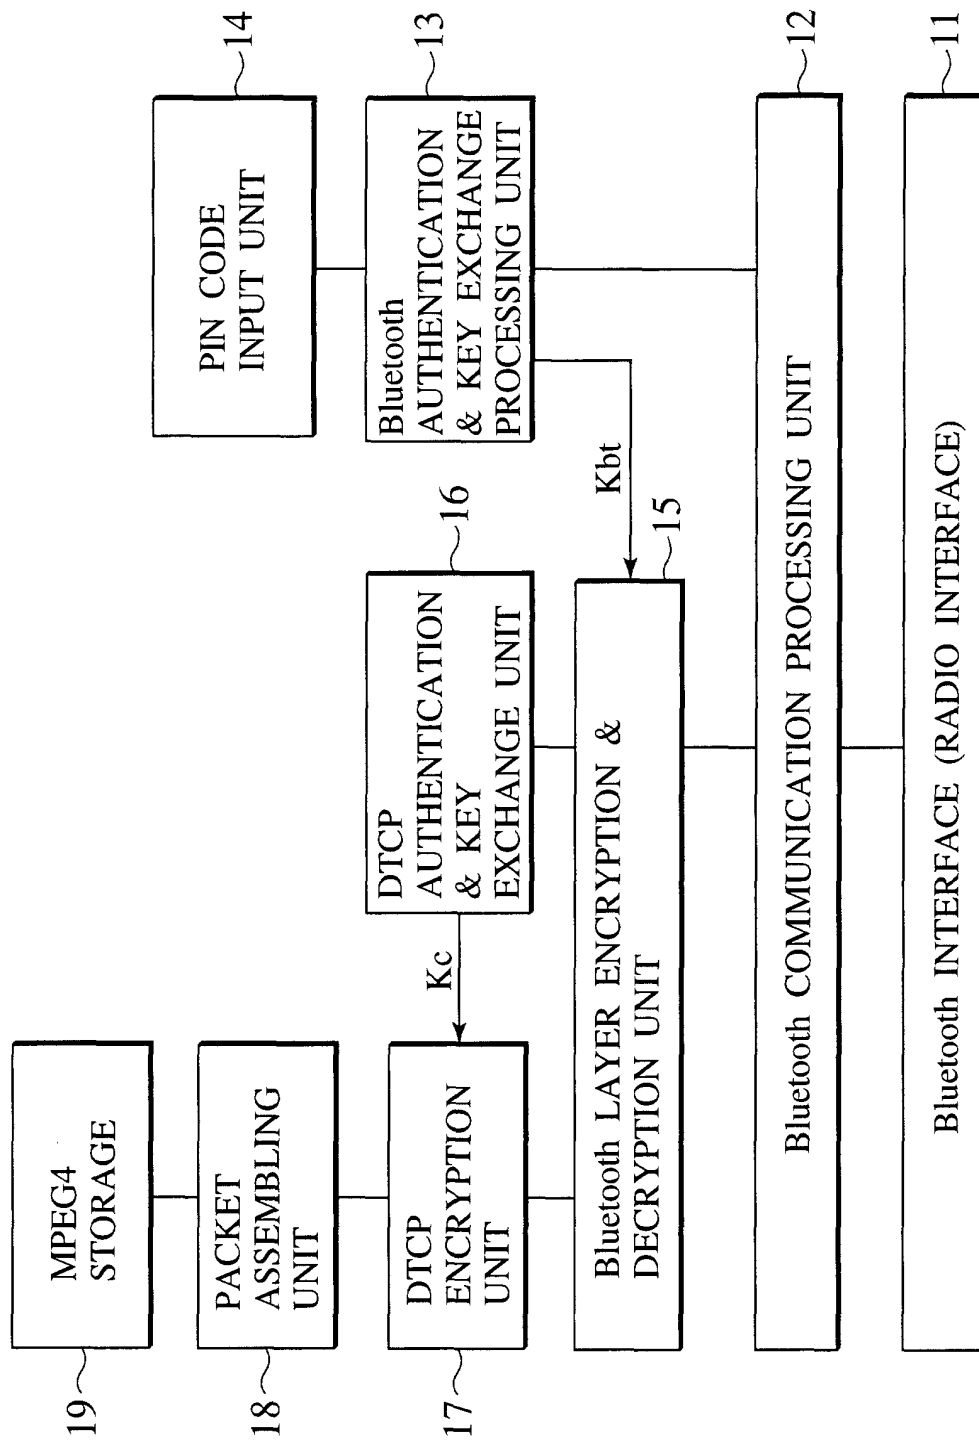 19
MPEG4
STORAGE
18
PACKET
ASSEMBLING
UNIT
14
PIN CODE
INPUT UNIT
17
DTCP
ENCRYPTION
UNIT
Kc
16
DTCP
AUTHENTICATION
& KEY
EXCHANGE UNIT
13
Bluetooth
AUTHENTICATION
& KEY EXCHANGE
PROCESSING UNIT
Kbt
15
Bluetooth LAYER ENCRYPTION &
DECRYPTION UNIT
12
Bluetooth COMMUNICATION PROCESSING UNIT
11
Bluetooth INTERFACE (RADIO INTERFACE)